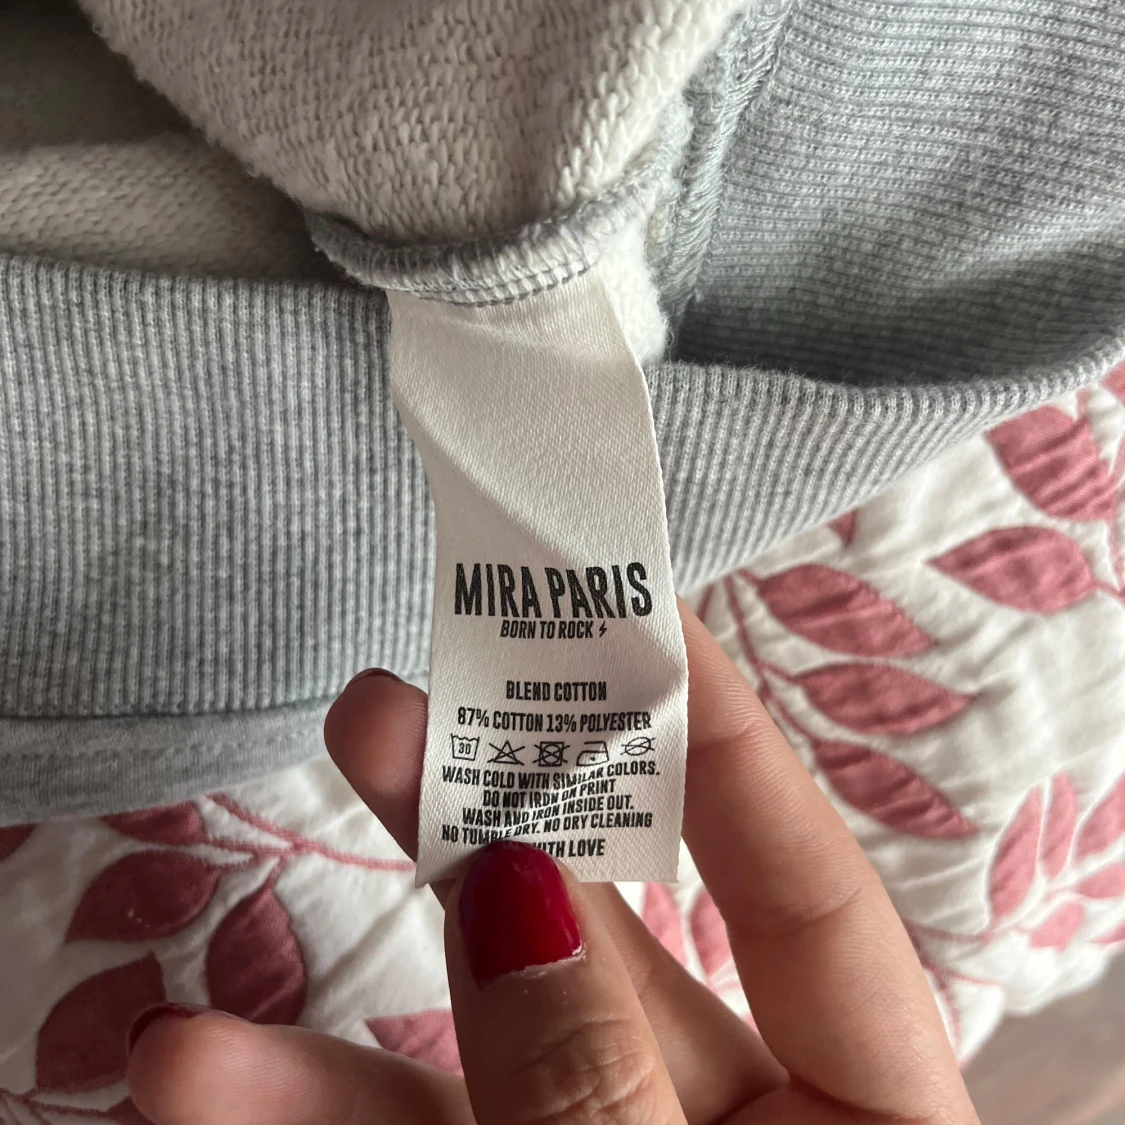 MIRA PARIS
BORN TO ROCK
BLEND COTTON
87% COTTON 13% POLYESTER
30
WASH COLD WITH SIMILAR COLORS.
DO NOT IRON ON PRINT
WASH AND IRON INSIDE OUT.
NO TUMBLE DRY. NO DRY CLEANING
WITH LOVE